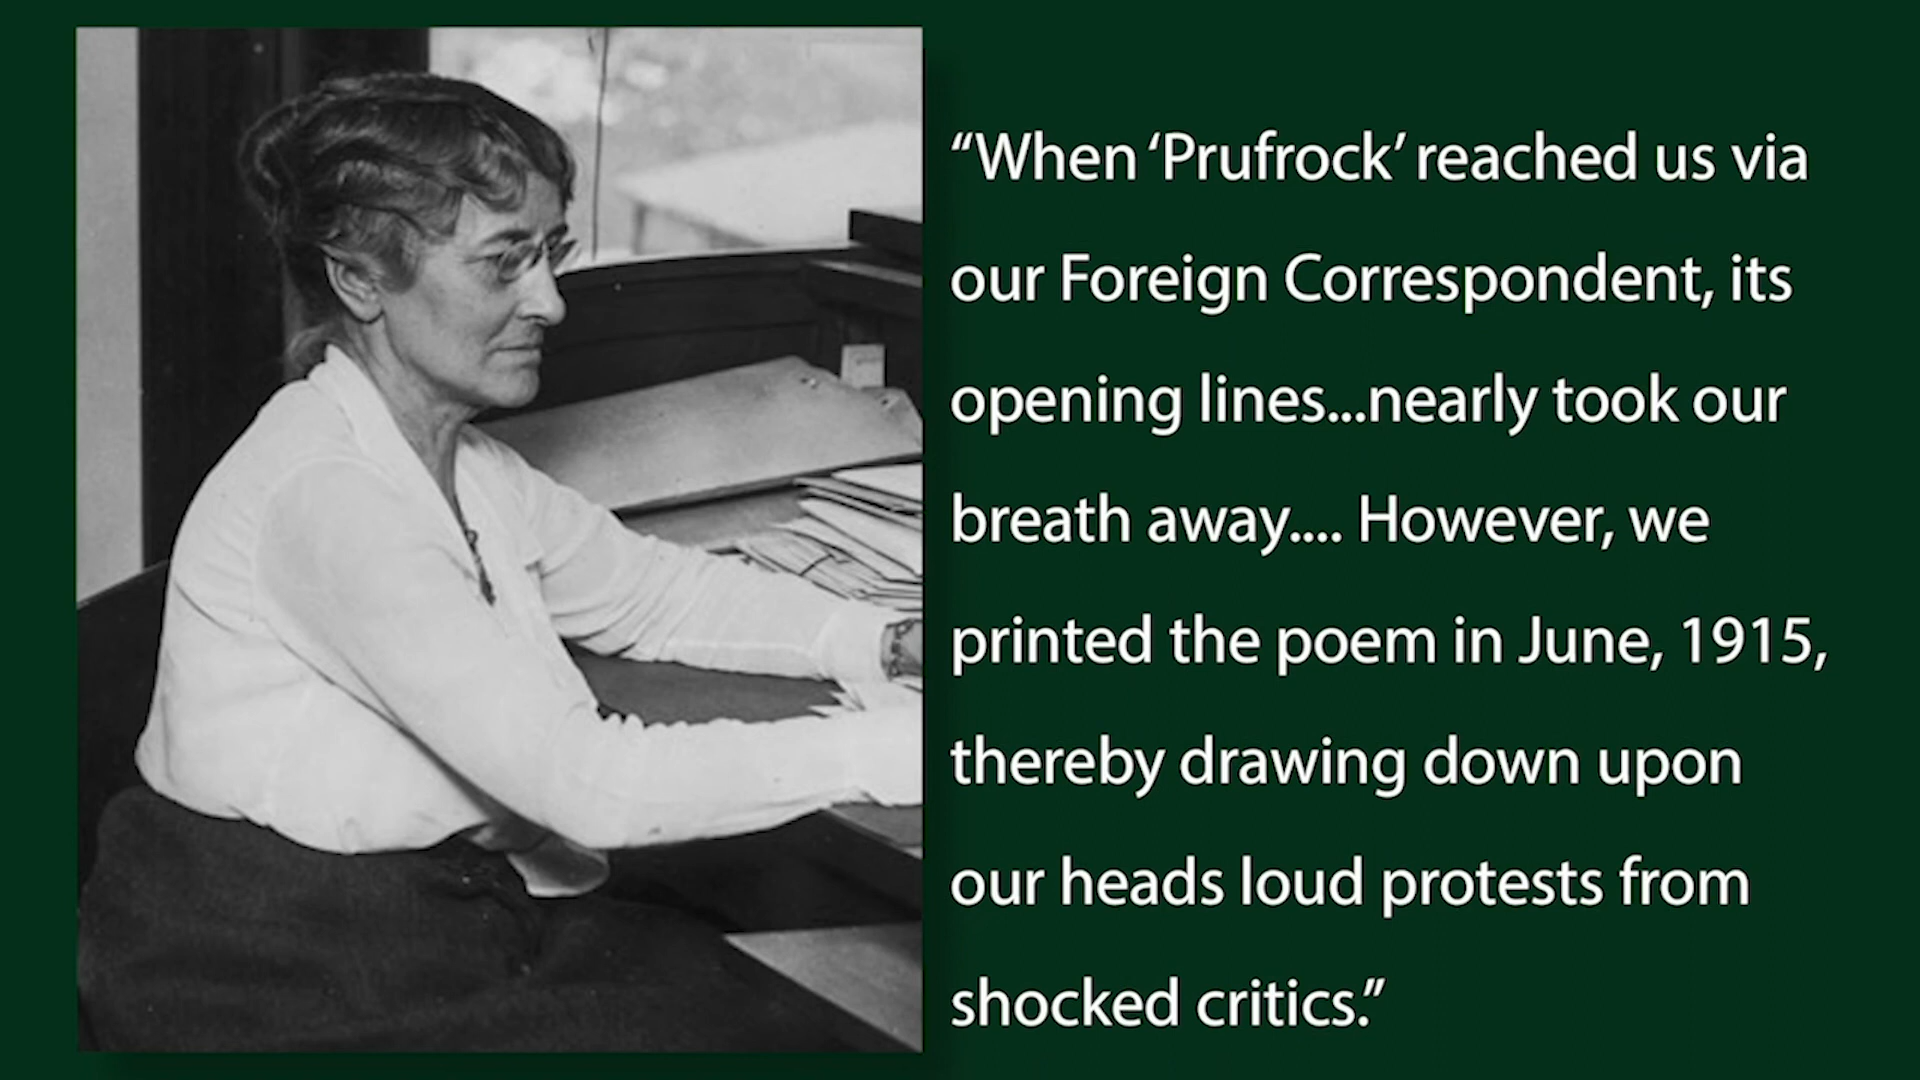 “When ‘Prufrock’ reached us via
our Foreign Correspondent, its
opening lines...nearly took our
breath away.... However, we
printed the poem in June, 1915,
thereby drawing down upon
our heads loud protests from
shocked critics.”